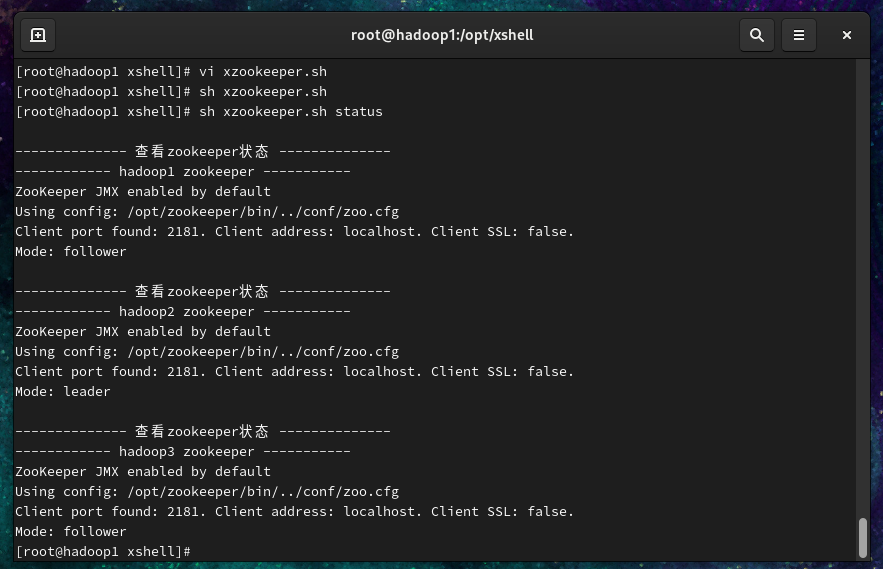 root@hadoop1:/opt/xshell
[root@hadoop1 xshell]# vi xzookeeper.sh
[root@hadoop1 xshell]# sh xzookeeper.sh
[root@hadoop1 xshell]# sh xzookeeper.sh status
-------------- 查看zookeeper状态 --------------
------------ hadoop1 zookeeper -----------
ZooKeeper JMX enabled by default
Using config: /opt/zookeeper/bin/../conf/zoo.cfg
Client port found: 2181. Client address: localhost. Client SSL: false.
Mode: follower
-------------- 查看zookeeper状态 --------------
------------ hadoop2 zookeeper -----------
ZooKeeper JMX enabled by default
Using config: /opt/zookeeper/bin/../conf/zoo.cfg
Client port found: 2181. Client address: localhost. Client SSL: false.
Mode: leader
-------------- 查看zookeeper状态 --------------
------------ hadoop3 zookeeper -----------
ZooKeeper JMX enabled by default
Using config: /opt/zookeeper/bin/../conf/zoo.cfg
Client port found: 2181. Client address: localhost. Client SSL: false.
Mode: follower
[root@hadoop1 xshell]#